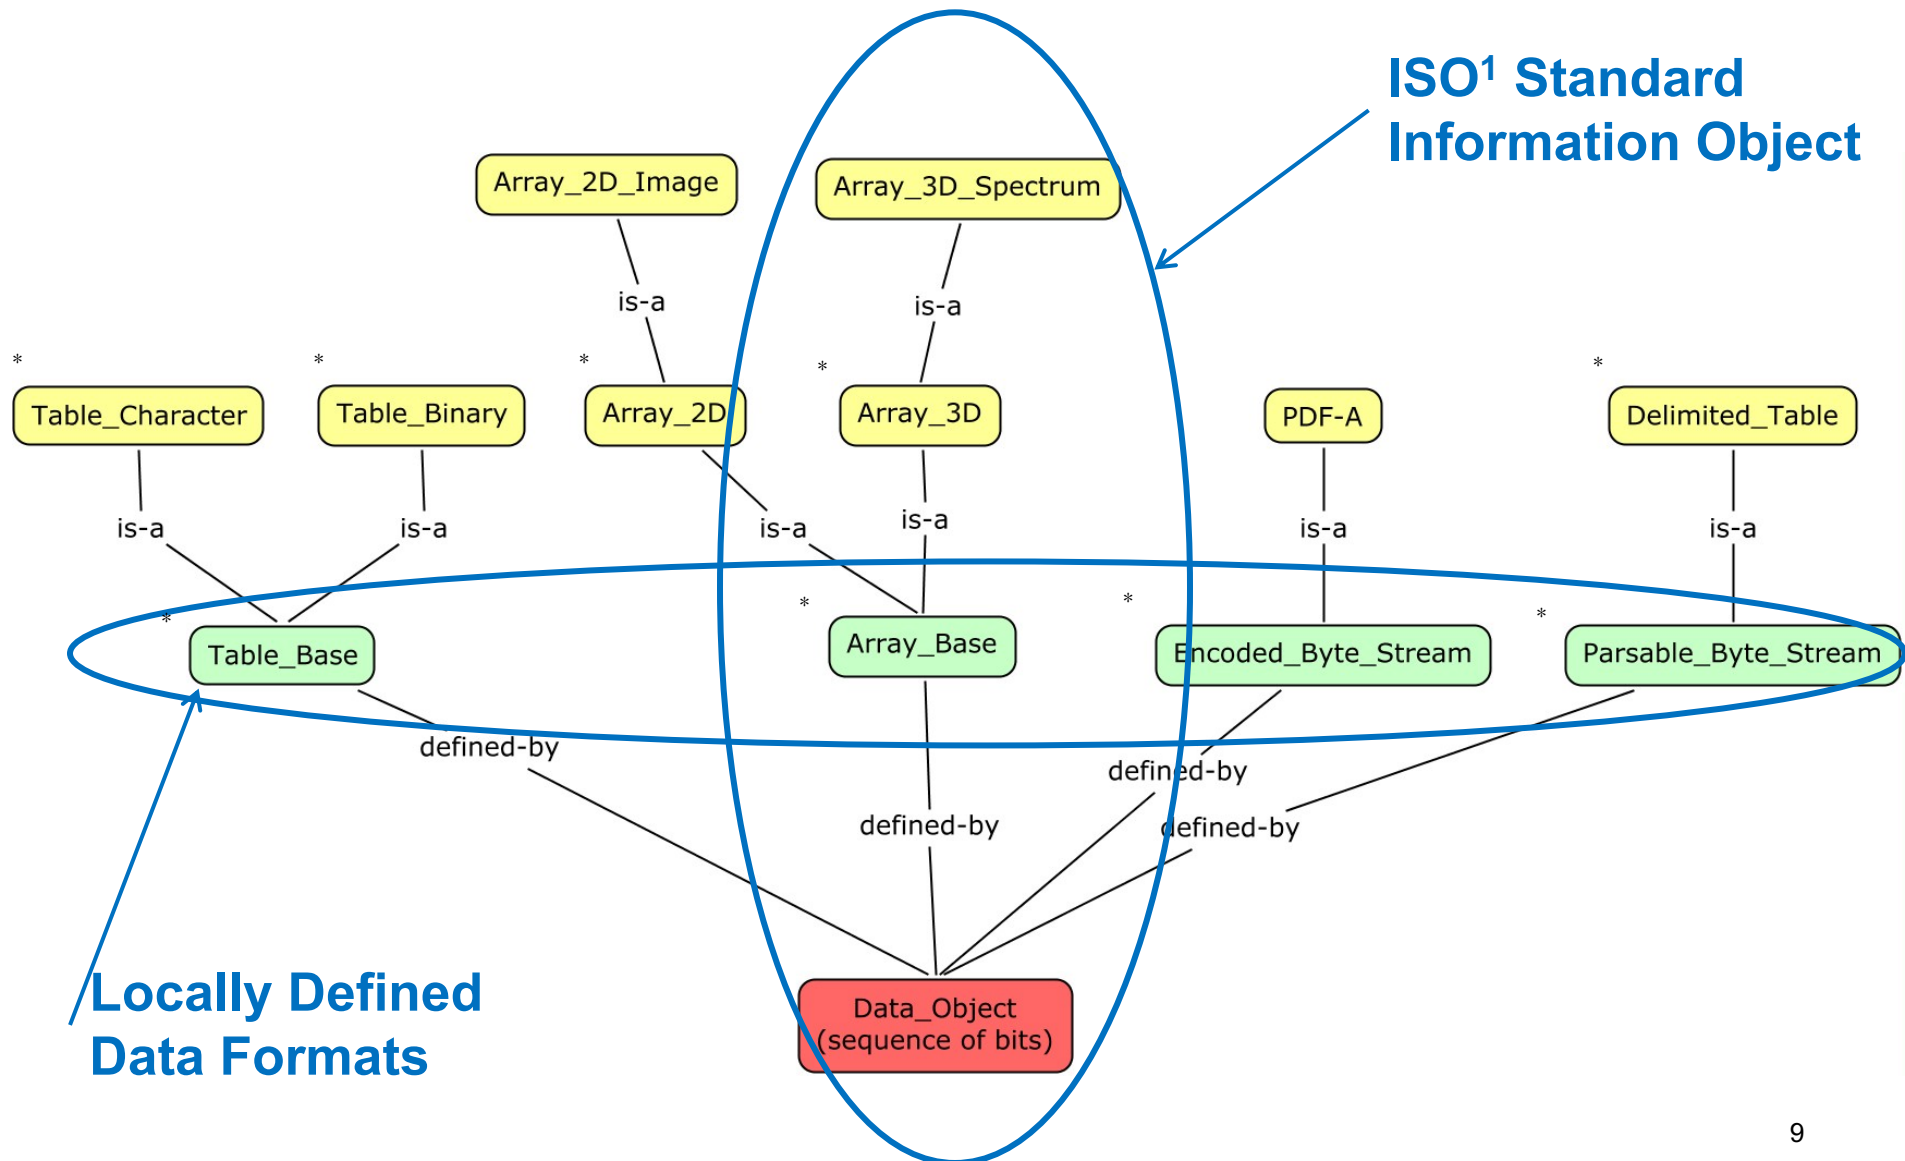 ISO¹ Standard
Information Object
Array_2D_Image
Array_3D_Spectrum
is-a
is-a
*
*
*
*
*
Table_Character
Table_Binary
Array_2D
Array_3D
PDF-A
Delimited_Table
is-a
is-a
is-a
is-a
is-a
is-a
*
*
*
*
Table_Base
Array_Base
Encoded_Byte_Stream
Parsable_Byte_Stream
defined-by
defined-by
defined-by
defined-by
Locally Defined
Data Formats
Data_Object
(sequence of bits)
9